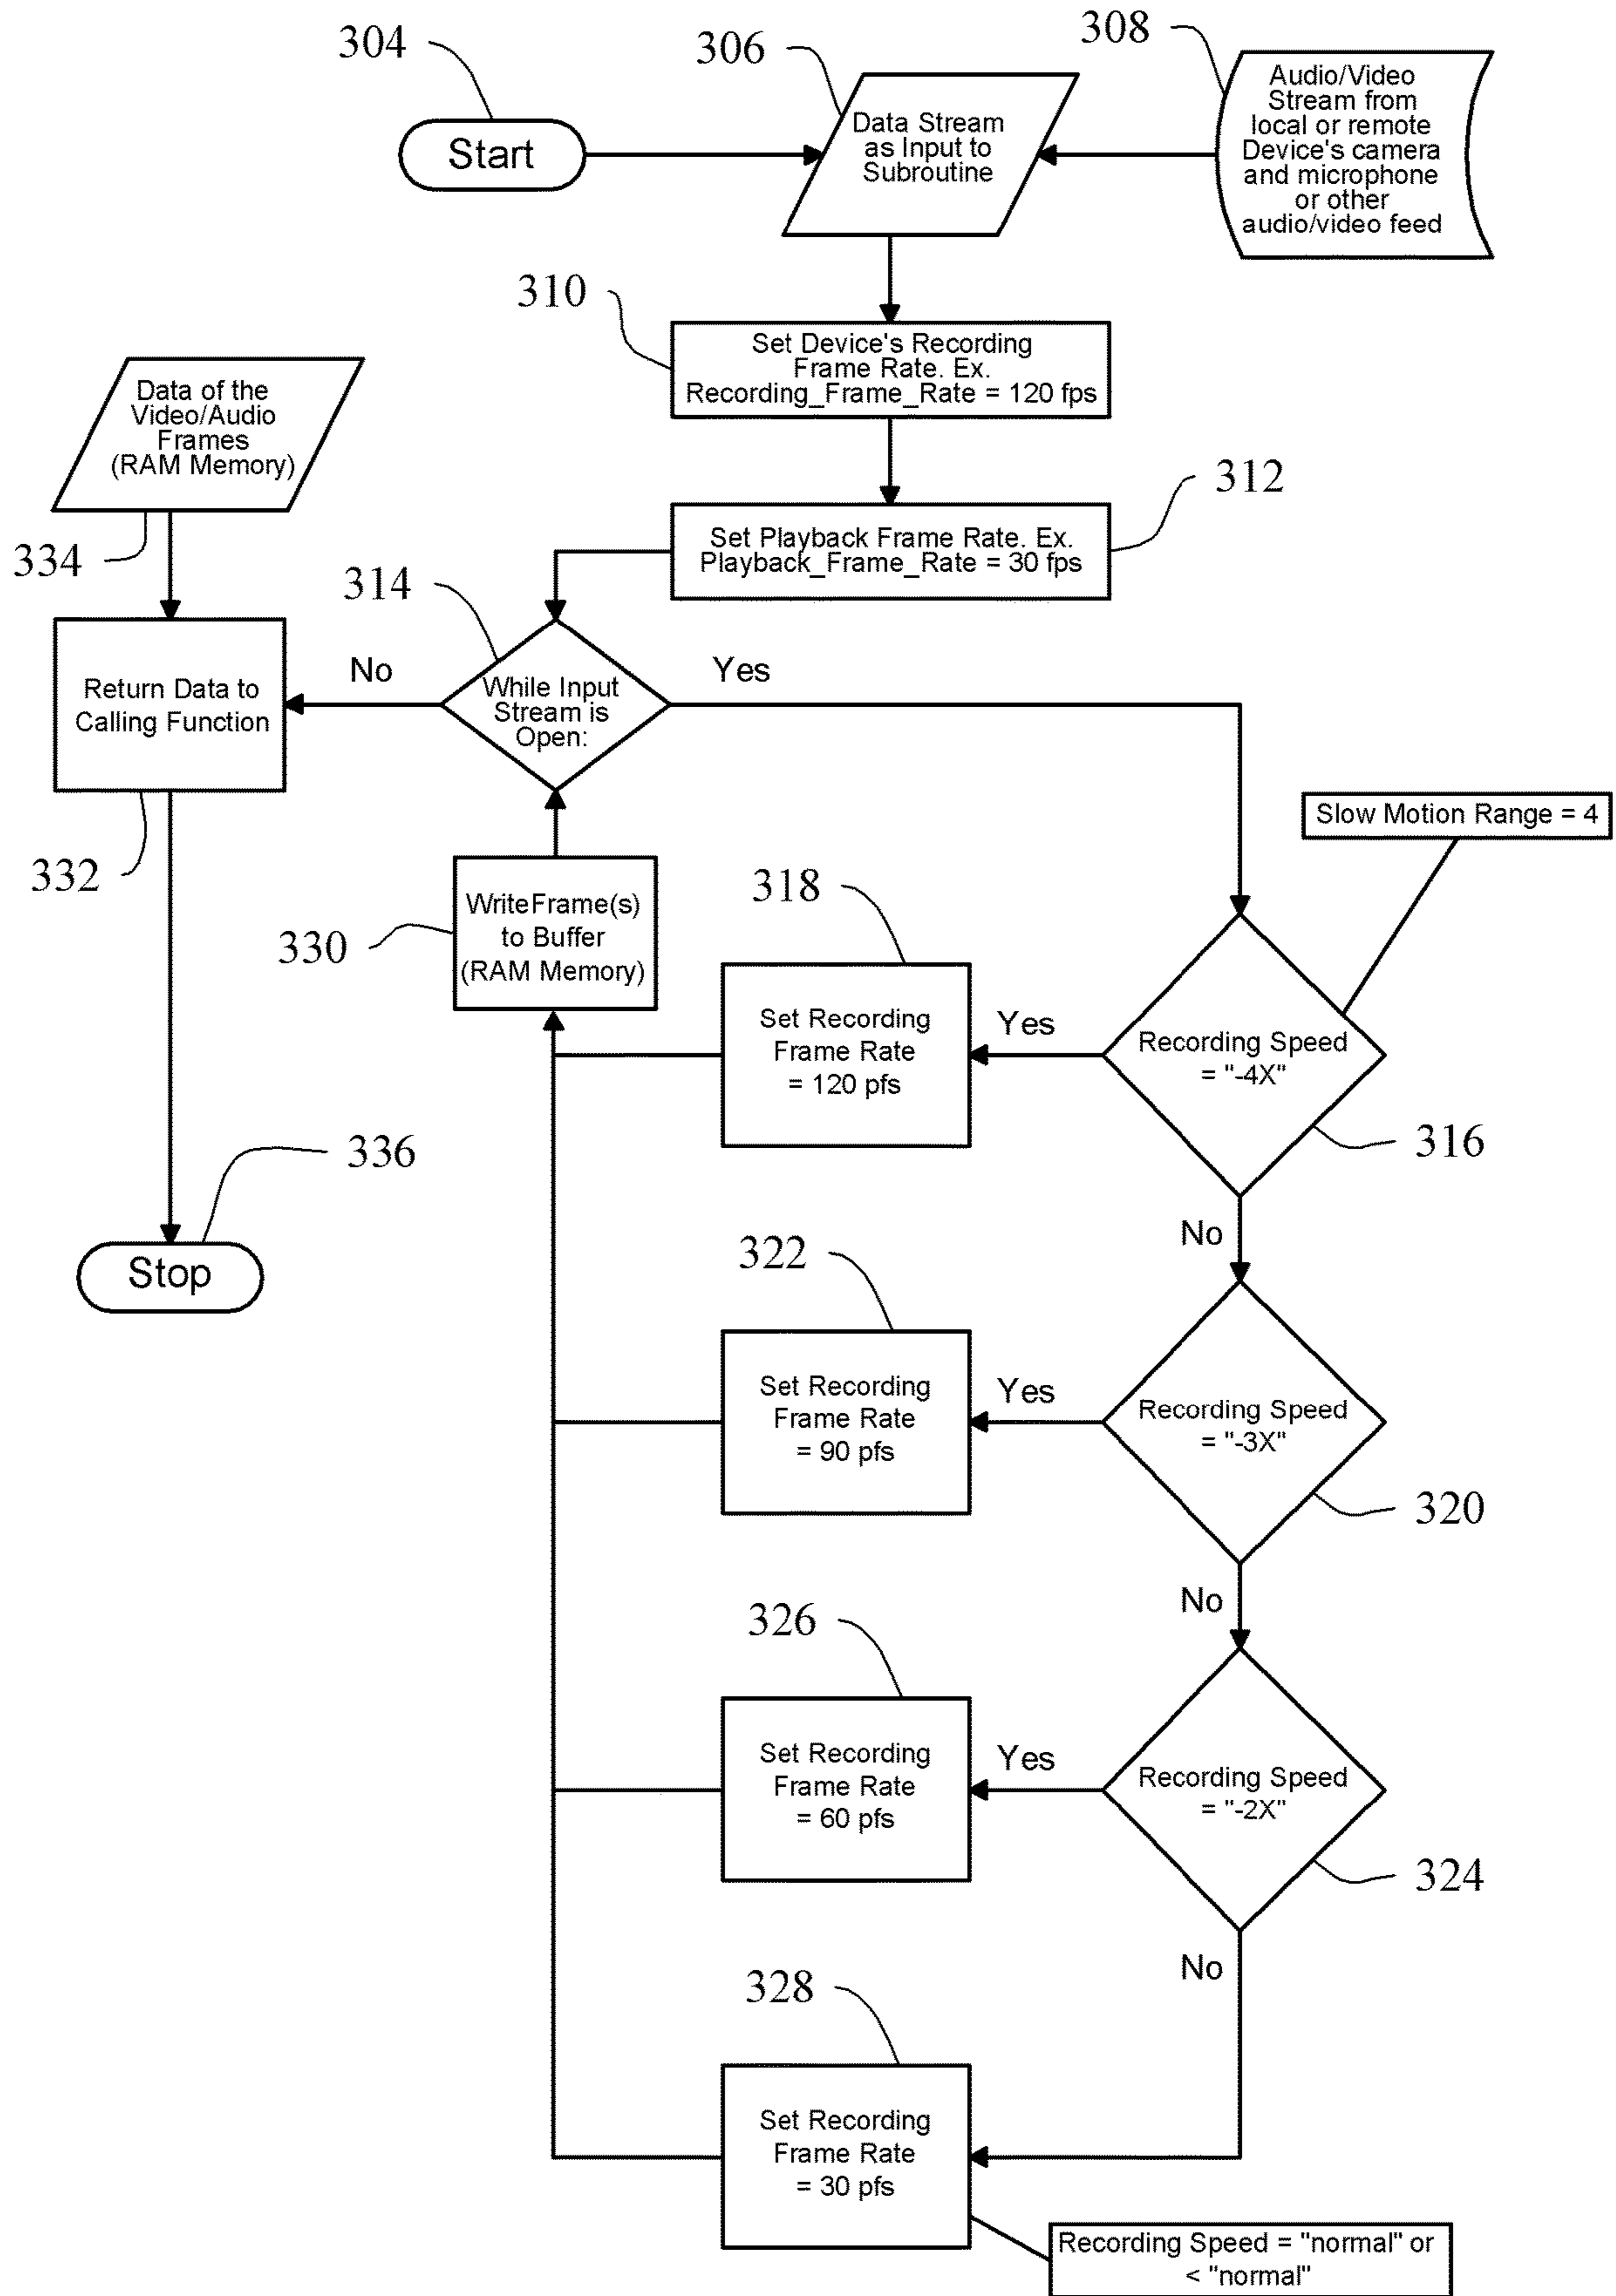 304
Start
306
Data Stream
as Input to
Subroutine
308
Audio/Video
Stream from
local or remote
Device's camera
and microphone
or other
audio/video feed
310
Set Device's Recording
Frame Rate. Ex.
Recording_Frame_Rate = 120 fps
312
Set Playback Frame Rate. Ex.
Playback_Frame_Rate = 30 fps
Data of the
Video/Audio
Frames
(RAM Memory)
334
314
While Input
Stream is
Open:
No
Yes
Return Data to
Calling Function
332
Slow Motion Range = 4
WriteFrame(s)
to Buffer
(RAM Memory)
330
318
Set Recording
Frame Rate
= 120 pfs
Yes
Recording Speed
= "-4X"
316
No
336
Stop
322
Set Recording
Frame Rate
= 90 pfs
Yes
Recording Speed
= "-3X"
320
No
326
Set Recording
Frame Rate
= 60 pfs
Yes
Recording Speed
= "-2X"
324
No
328
Set Recording
Frame Rate
= 30 pfs
Recording Speed = "normal" or
< "normal"